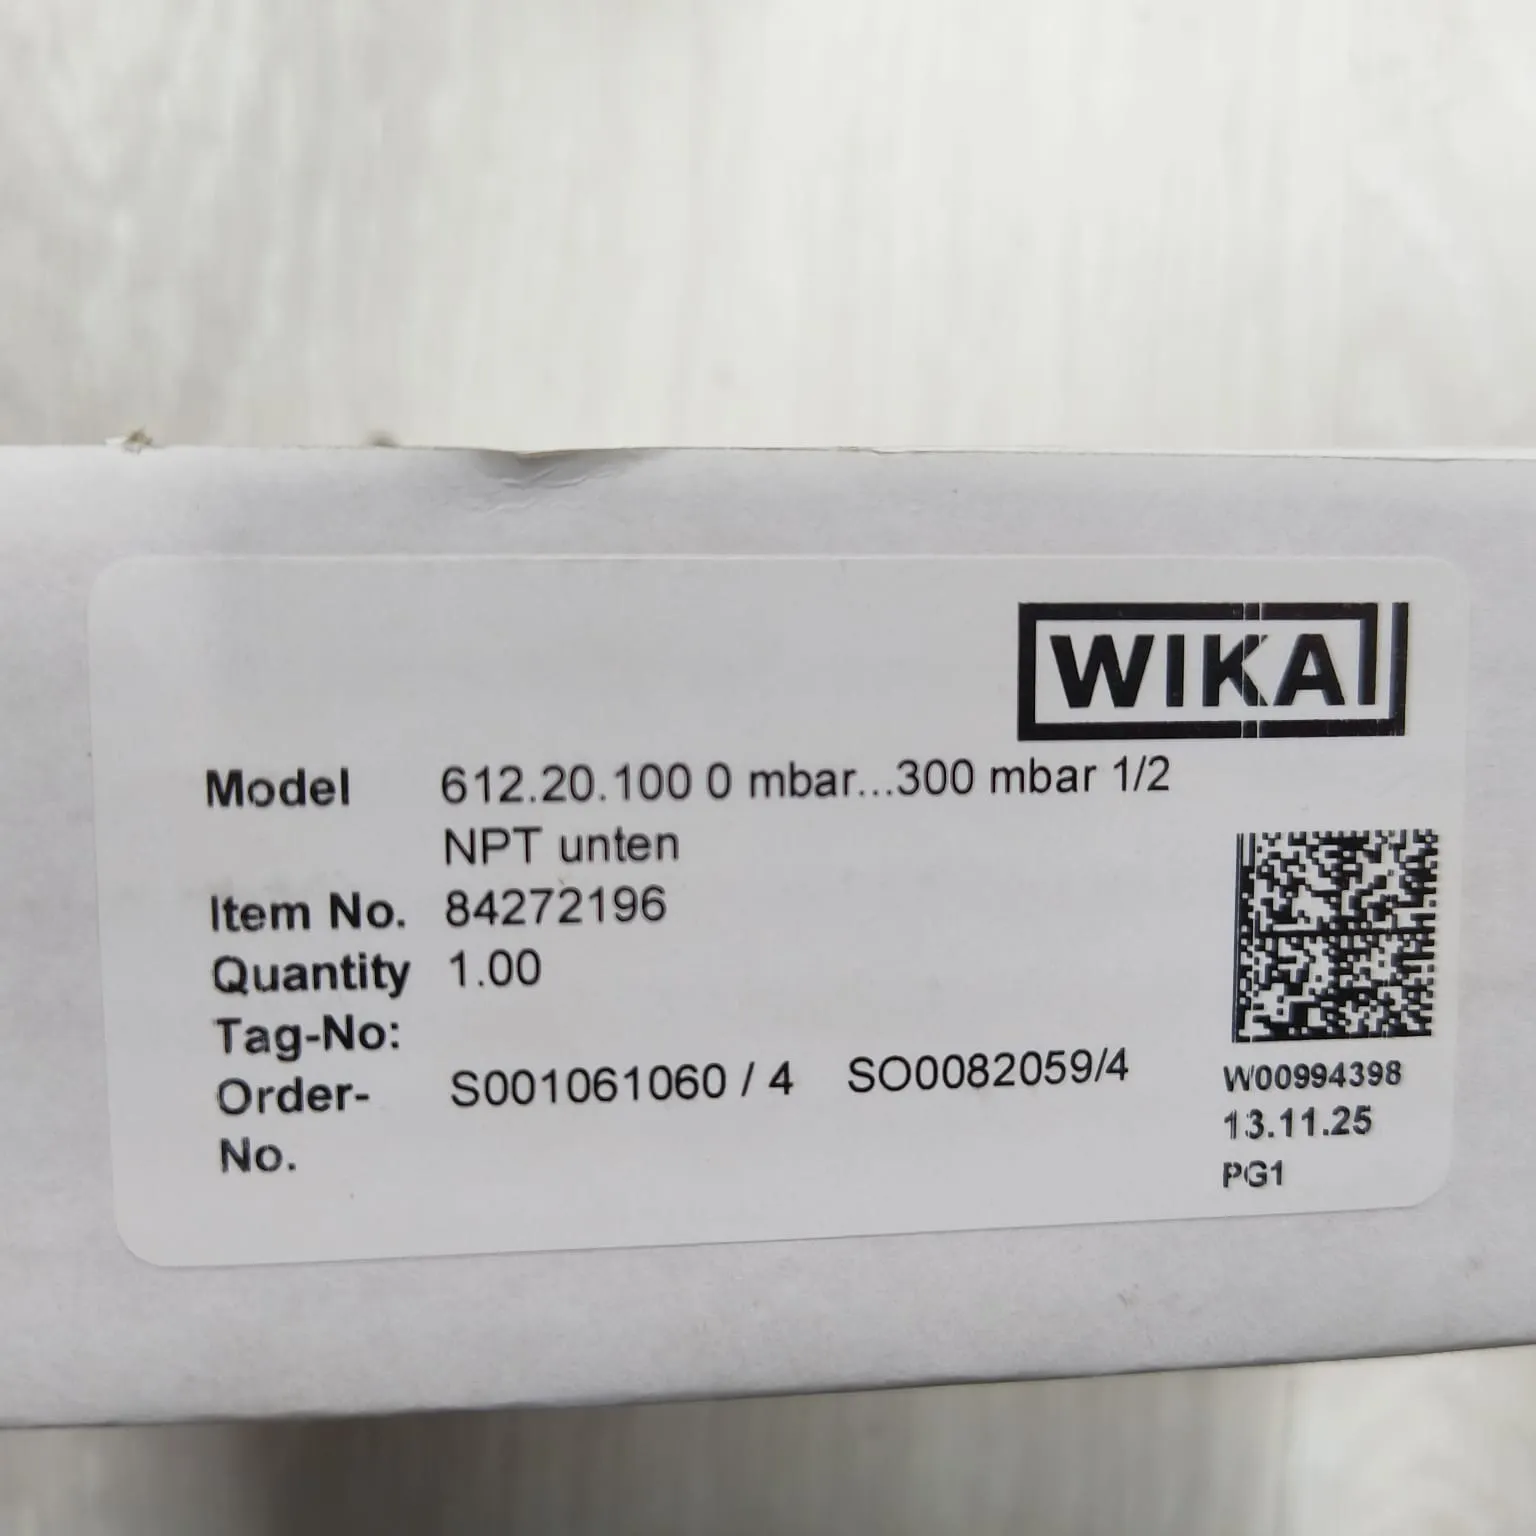 WIKA
Model 612.20.100 0 mbar...300 mbar 1/2
NPT unten
Item No. 84272196
Quantity 1.00
Tag-No:
Order- S001061060 / 4 SO0082059/4
No.
W00994398
13.11.25
PG1